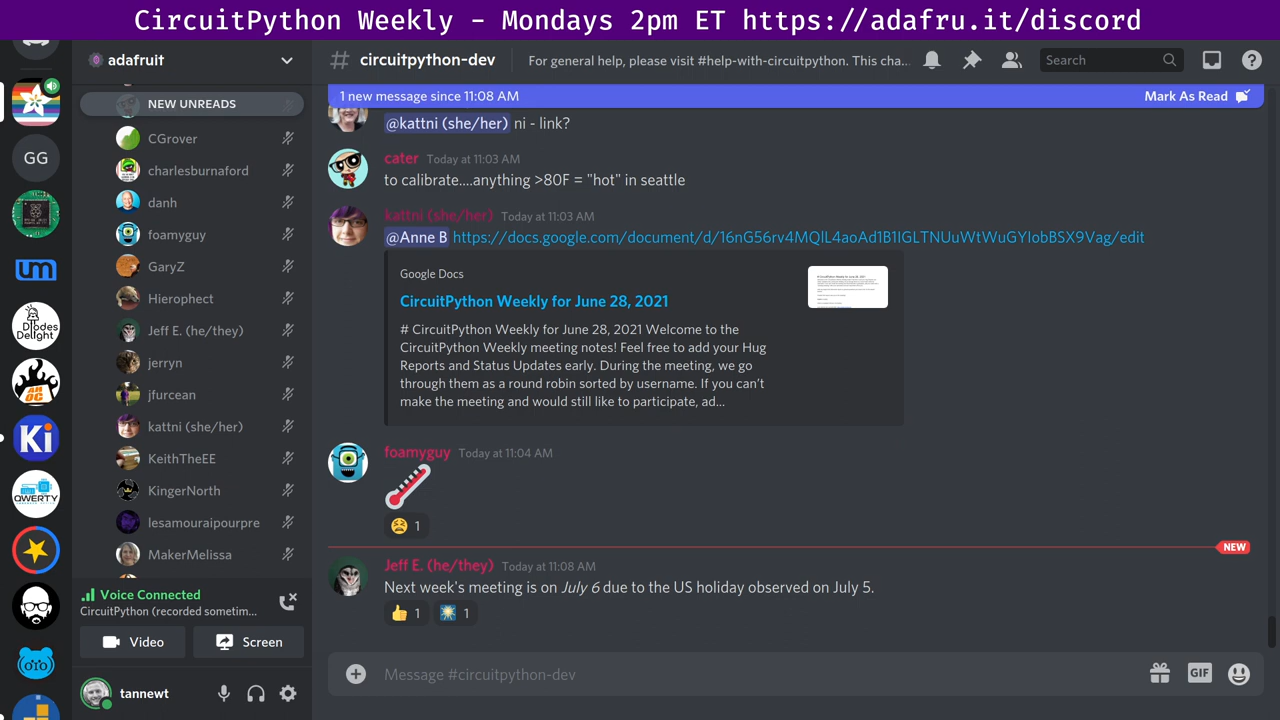 CircuitPython Weekly - Mondays 2pm ET https://adafru.it/discord
adafruit
# circuitpython-dev
For general help, please visit #help-with-circuitpython. This cha...
Search
NEW UNREADS
1 new message since 11:08 AM
Mark As Read
GG
CGrover
charlesburnaford
danh
foamyguy
GaryZ
Hierophect
Jeff E. (he/they)
jerryn
jfurcean
kattni (she/her)
KeithTheEE
KingerNorth
lesamouraipourpre
MakerMelissa
um
Diodes Delight
AHOC
Ki
QWERTY
Voice Connected
CircuitPython (recorded sometim...
Video
Screen
tannewt
@kattni (she/her) ni - link?
cater Today at 11:03 AM
to calibrate....anything >80F = "hot" in seattle
kattni (she/her) Today at 11:03 AM
@Anne B https://docs.google.com/document/d/16nG56rv4MQlL4aoAd1B1IGLTNUuWtWuGYIobBSX9Vag/edit
Google Docs
CircuitPython Weekly for June 28, 2021
# CircuitPython Weekly for June 28, 2021 Welcome to the
CircuitPython Weekly meeting notes! Feel free to add your Hug
Reports and Status Updates early. During the meeting, we go
through them as a round robin sorted by username. If you can't
make the meeting and would still like to participate, ad...
foamyguy Today at 11:04 AM
1
NEW
Jeff E. (he/they) Today at 11:08 AM
Next week's meeting is on July 6 due to the US holiday observed on July 5.
1
1
Message #circuitpython-dev
GIF